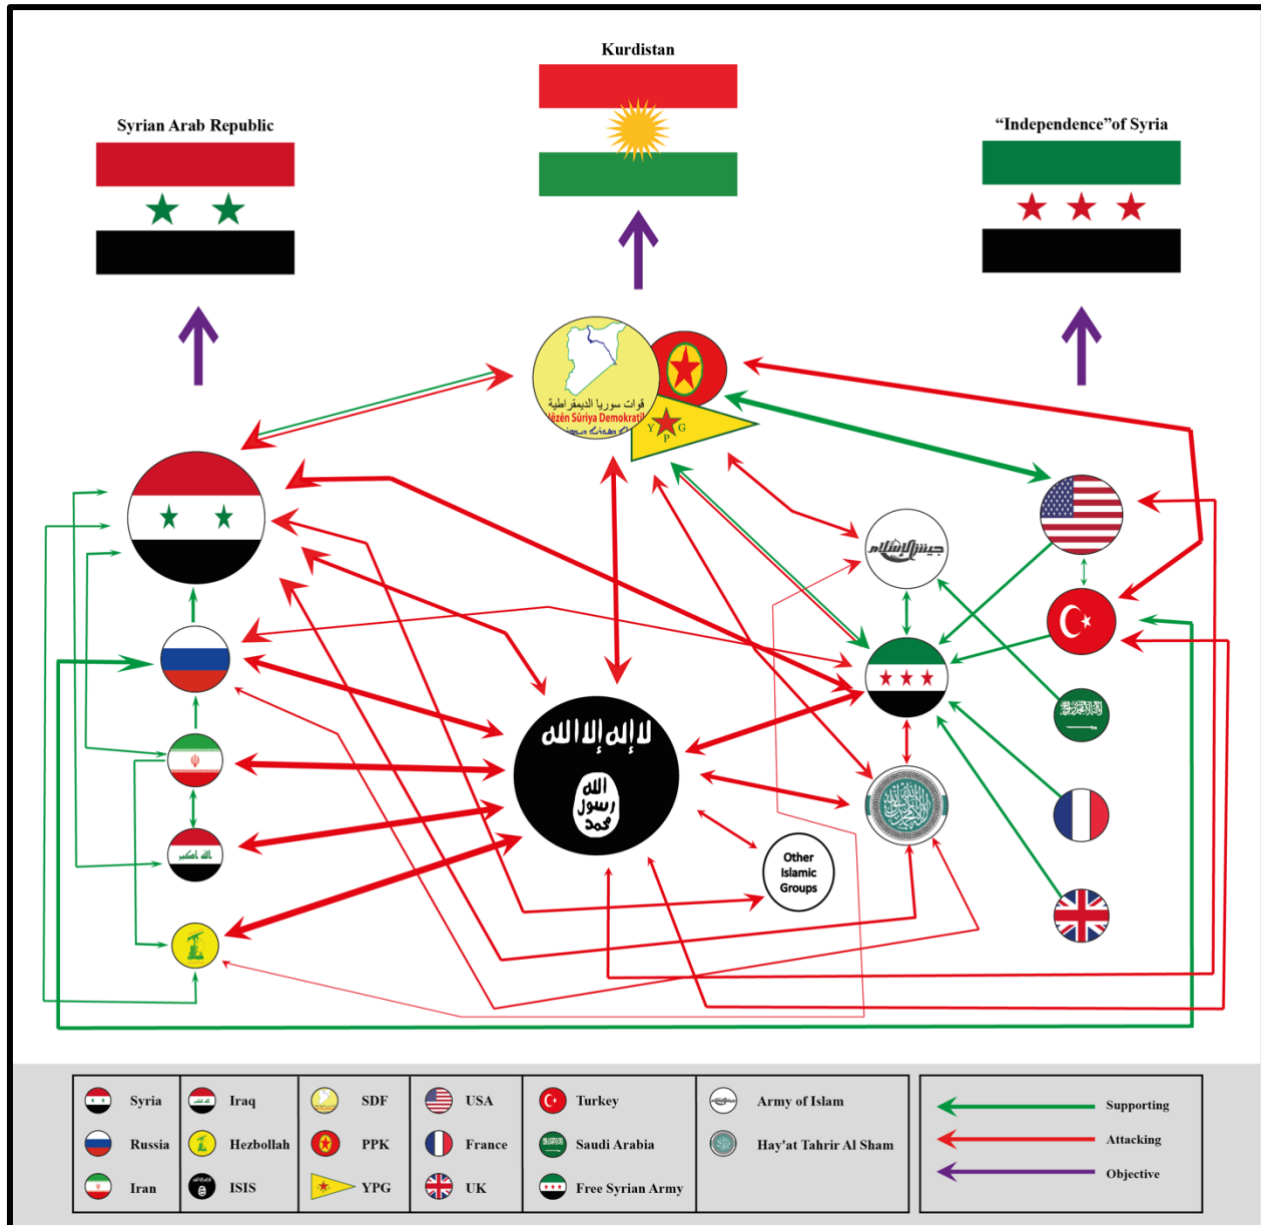 Kurdistan
Syrian Arab Republic
“Independence”of Syria
قوات سوريا الديمقراطية
Hêzên Sûriya Demokratîk
Y P G
جيش الإسلام
لا إله إلا الله
الله
رسول
محمد
الله اكبر
Other
Islamic
Groups
Syria
Iraq
SDF
USA
Turkey
Army of Islam
Supporting
Russia
Hezbollah
PPK
France
Saudi Arabia
Hay'at Tahrir Al Sham
Attacking
Iran
ISIS
YPG
UK
Free Syrian Army
Objective